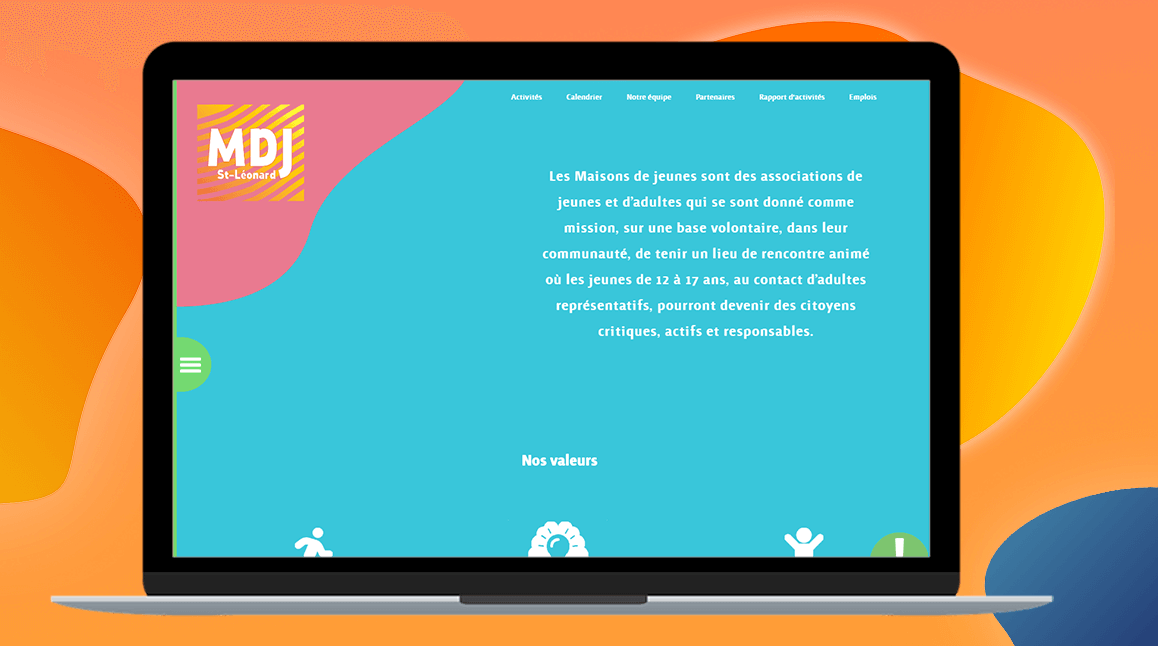 MDJ
St-Léonard
Activités Calendrier Notre équipe Partenaires Rapport d'activités Emplois
Les Maisons de jeunes sont des associations de
jeunes et d'adultes qui se sont donné comme
mission, sur une base volontaire, dans leur
communauté, de tenir un lieu de rencontre animé
où les jeunes de 12 à 17 ans, au contact d'adultes
représentatifs, pourront devenir des citoyens
critiques, actifs et responsables.
Nos valeurs